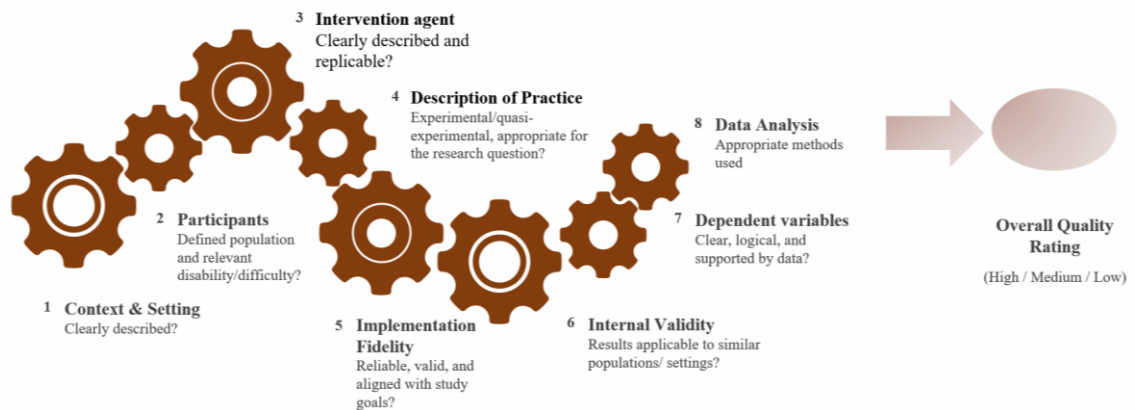 1 Context & Setting
Clearly described?
2 Participants
Defined population
and relevant
disability/difficulty?
3 Intervention agent
Clearly described and
replicable?
4 Description of Practice
Experimental/quasi-
experimental, appropriate for
the research question?
5 Implementation
Fidelity
Reliable, valid, and
aligned with study
goals?
6 Internal Validity
Results applicable to similar
populations/ settings?
7 Dependent variables
Clear, logical, and
supported by data?
8 Data Analysis
Appropriate methods
used
Overall Quality
Rating
(High / Medium / Low)